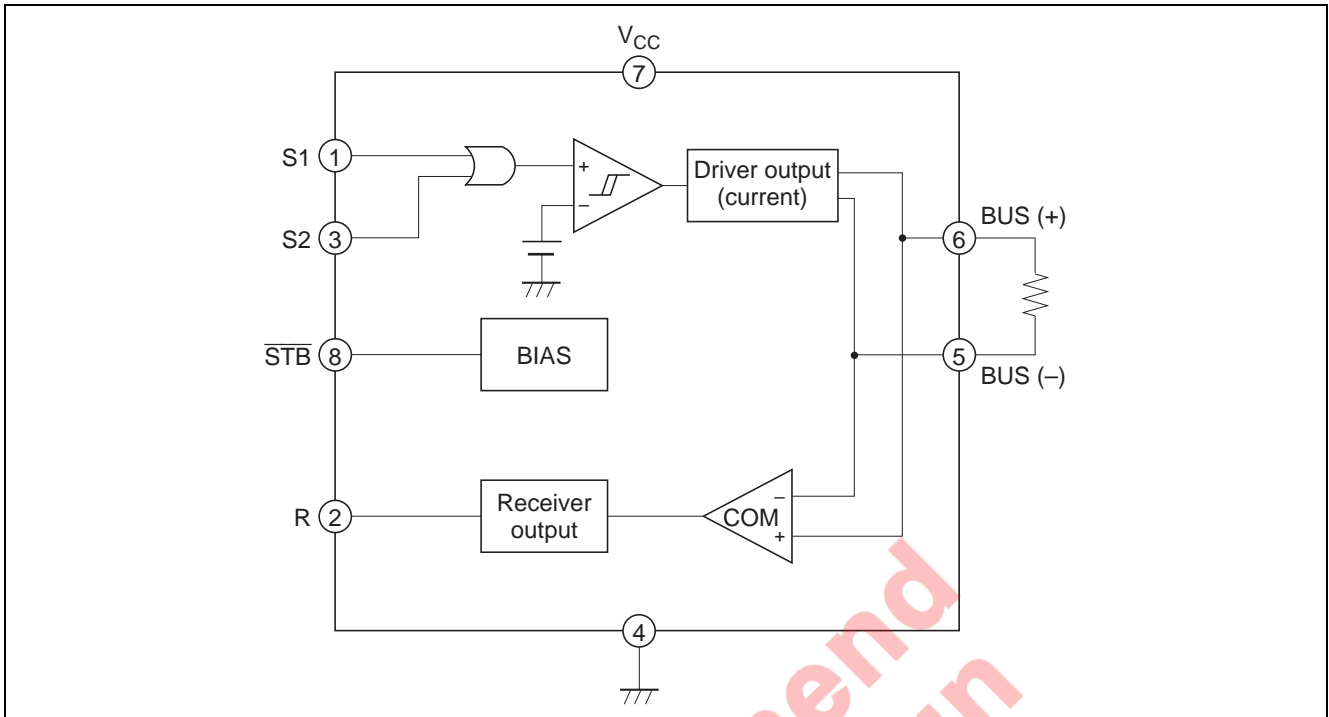 VCC
7
S1 1
+
Driver output
(current)
–
S2 3
BUS (+)
6
STB 8
BIAS
5
BUS (–)
R 2
Receiver
output
COM
–
+
4